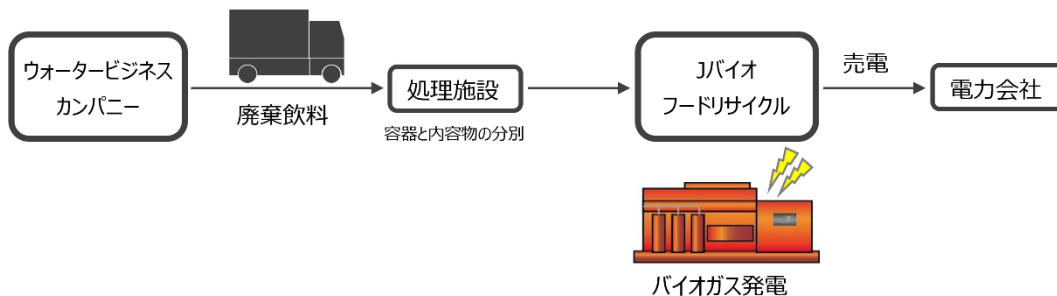 ウォータービジネス
カンパニー
廃棄飲料
処理施設
容器と内容物の分別
Jバイオ
フードリサイクル
売電
電力会社
バイオガス発電